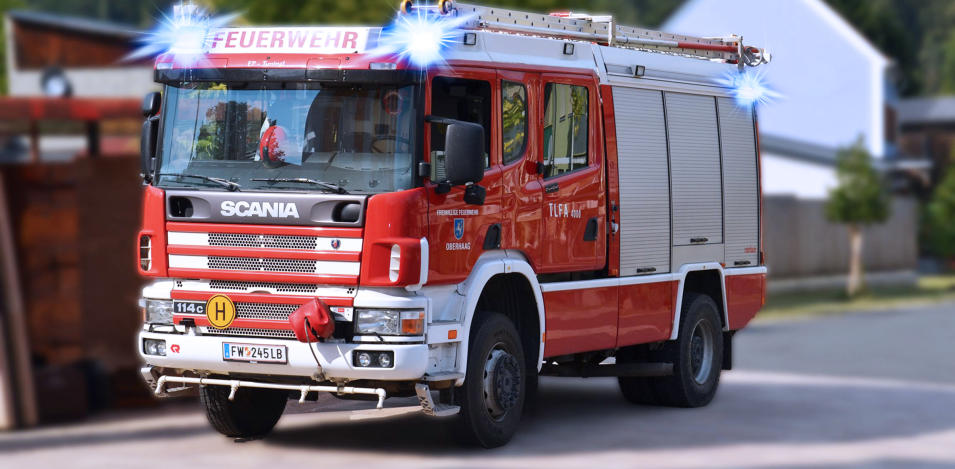 FEUERWEHR
SCANIA
FREIWILLIGE FEUERWEHR
OBERHAAG
TLFA 4000
114C
H
FW 245LB